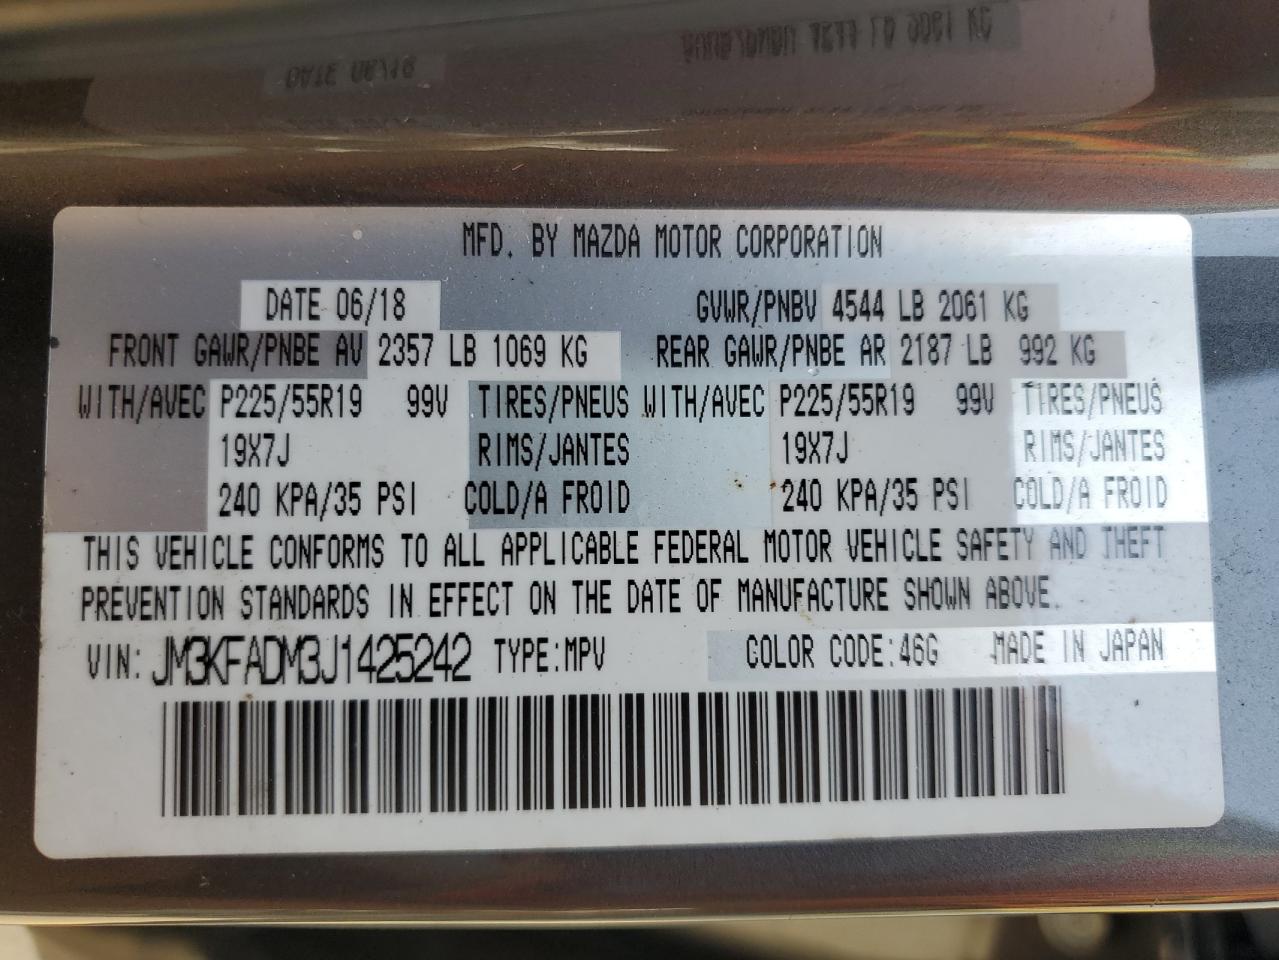 MFD. BY MAZDA MOTOR CORPORATION
DATE 06/18 GVWR/PNBV 4544 LB 2061 KG
FRONT GAWR/PNBE AV 2357 LB 1069 KG REAR GAWR/PNBE AR 2187 LB 992 KG
WITH/AVEC P225/55R19 99V TIRES/PNEUS WITH/AVEC P225/55R19 99V TIRES/PNEUS
19X7J RIMS/JANTES 19X7J RIMS/JANTES
240 KPA/35 PSI COLD/A FROID 240 KPA/35 PSI COLD/A FROID
THIS VEHICLE CONFORMS TO ALL APPLICABLE FEDERAL MOTOR VEHICLE SAFETY AND THEFT
PREVENTION STANDARDS IN EFFECT ON THE DATE OF MANUFACTURE SHOWN ABOVE.
VIN: JM3KFADM3J1425242 TYPE:MPV COLOR CODE:46G MADE IN JAPAN